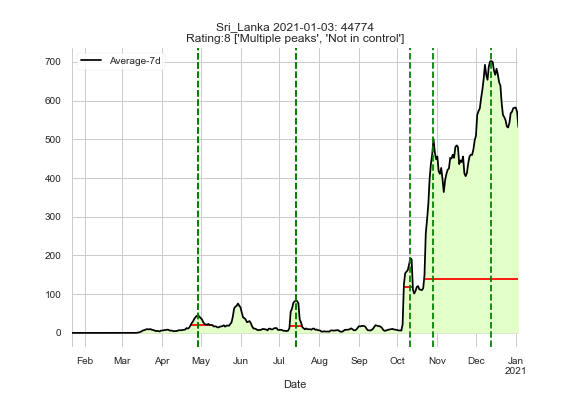 Sri_Lanka 2021-01-03: 44774
Rating:8 ['Multiple peaks', 'Not in control']
Average-7d
700
600
500
400
300
200
100
0
Feb Mar Apr May Jun Jul Aug Sep Oct Nov Dec Jan
2021
Date